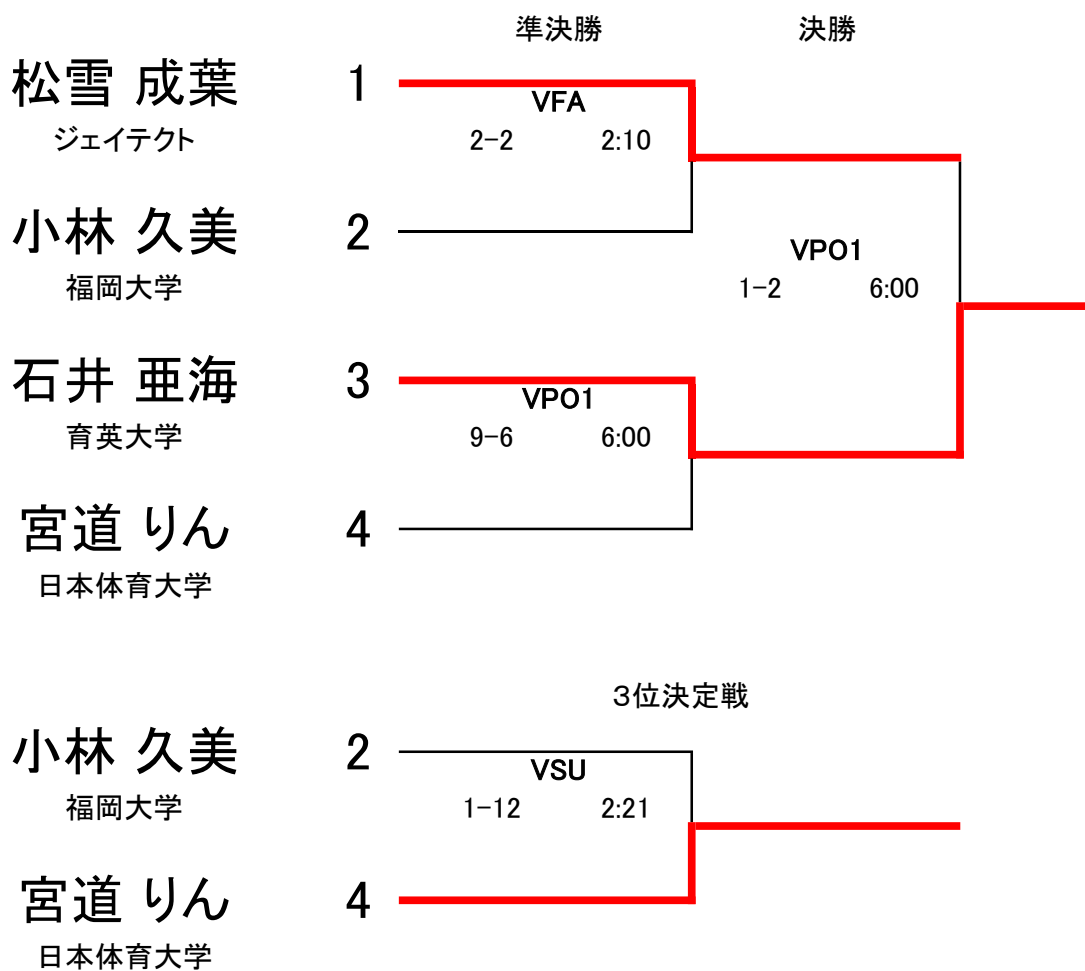 準決勝 決勝
松雪 成葉 1
VFA
ジェイテクト 2-2 2:10
小林 久美 2
VPO1
福岡大学 1-2 6:00
石井 亜海 3
VPO1
育英大学 9-6 6:00
宮道 りん 4
日本体育大学
3位決定戦
小林 久美 2
VSU
福岡大学 1-12 2:21
宮道 りん 4
日本体育大学